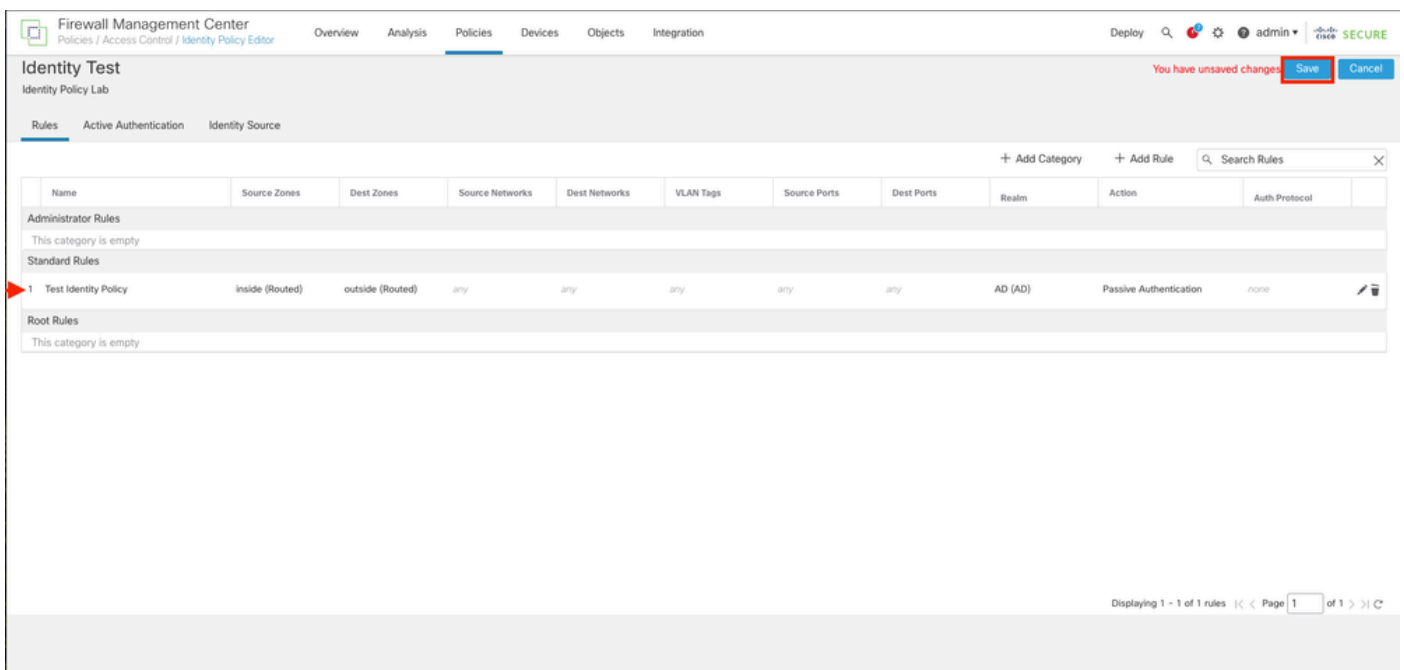 Firewall Management Center
Policies / Access Control / Identity Policy Editor
Overview Analysis Policies Devices Objects Integration
Deploy admin
cisco SECURE
Identity Test
Identity Policy Lab
You have unsaved changes Save Cancel
Rules Active Authentication Identity Source
+ Add Category + Add Rule Search Rules
Name Source Zones Dest Zones Source Networks Dest Networks VLAN Tags Source Ports Dest Ports Realm Action Auth Protocol
Administrator Rules
This category is empty
Standard Rules
1 Test Identity Policy inside (Routed) outside (Routed) any any any any any AD (AD) Passive Authentication none
Root Rules
This category is empty
Displaying 1 - 1 of 1 rules |< < Page 1 of 1 > >|